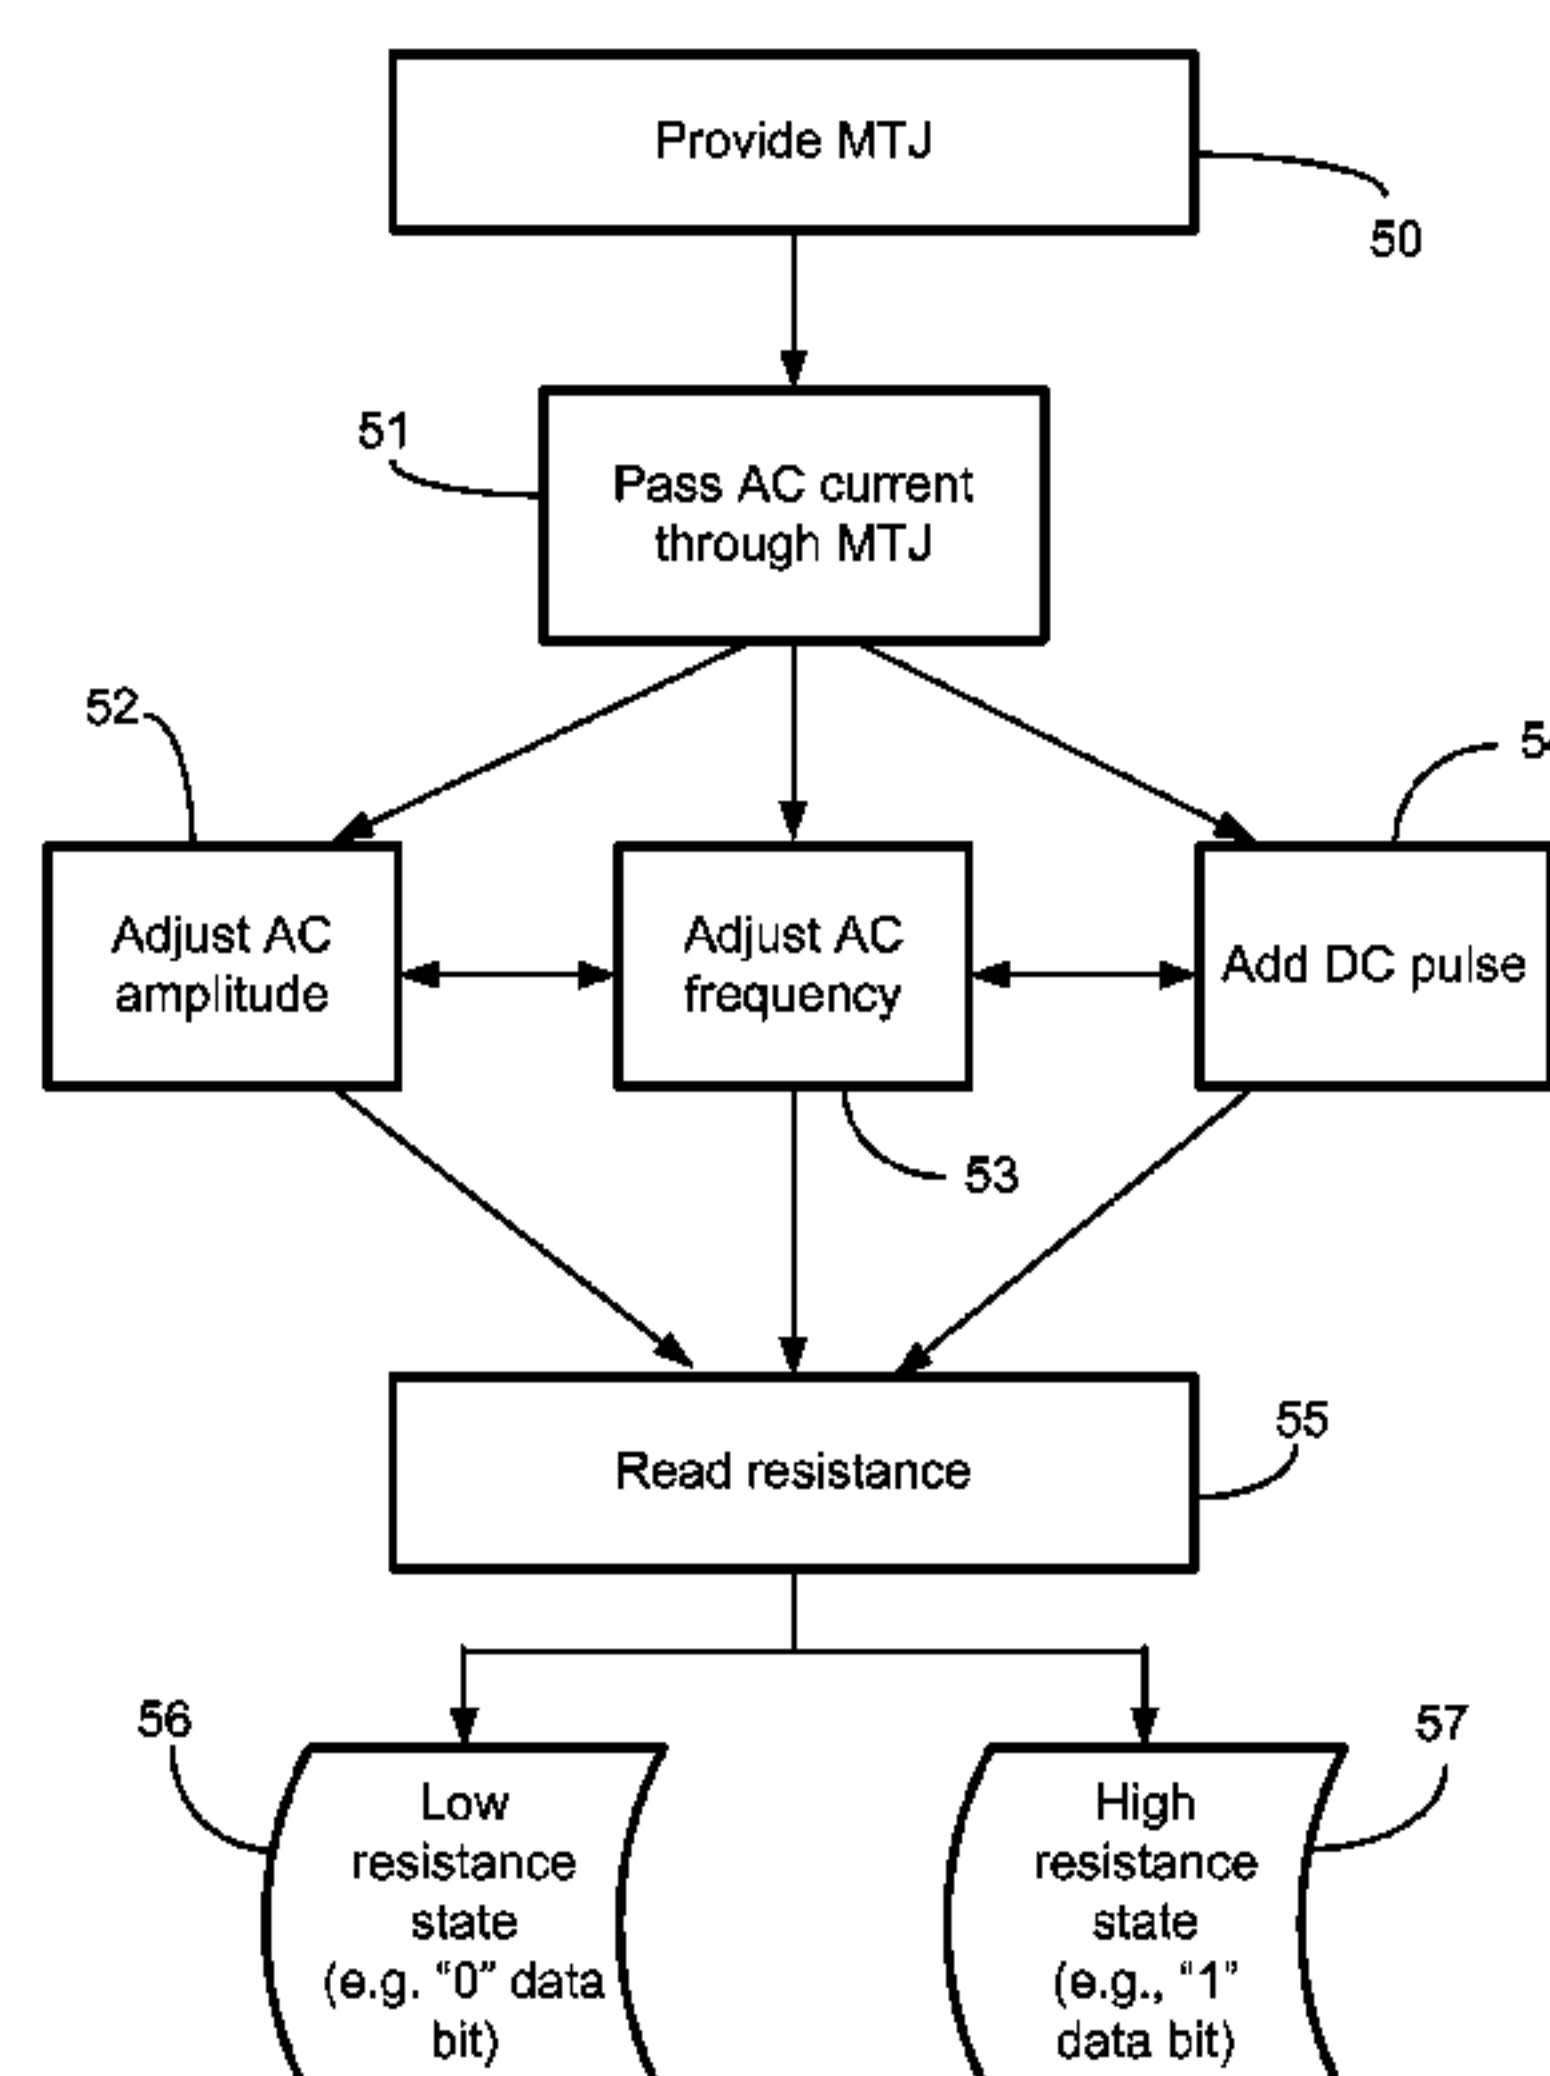 Provide MTJ
50
51
Pass AC current
through MTJ
52
54
Adjust AC
amplitude
Adjust AC
frequency
Add DC pulse
53
Read resistance
55
56
57
Low
resistance
state
(e.g. “0” data
bit)
High
resistance
state
(e.g., “1”
data bit)